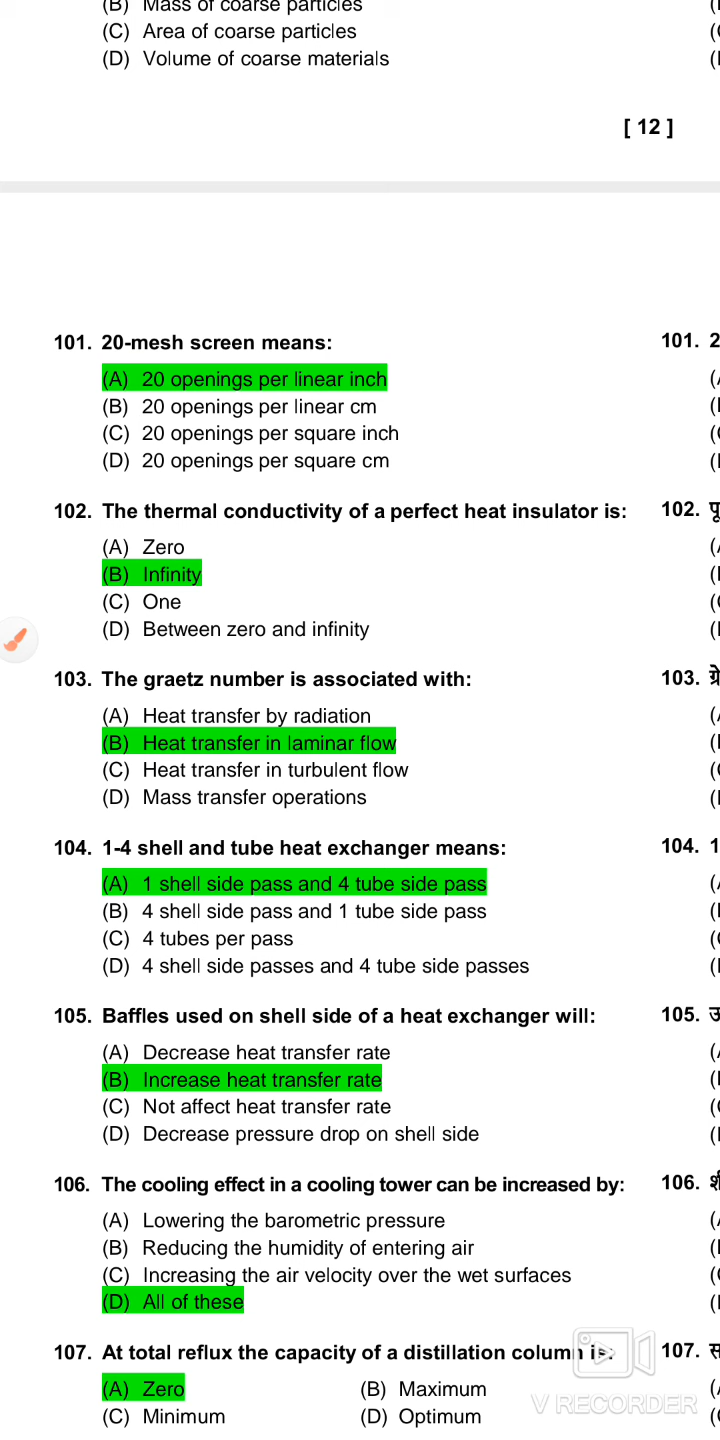 (B) Mass of coarse particles
(C) Area of coarse particles
(D) Volume of coarse materials
[ 12 ]
101. 20-mesh screen means:
(A) 20 openings per linear inch
(B) 20 openings per linear cm
(C) 20 openings per square inch
(D) 20 openings per square cm
102. The thermal conductivity of a perfect heat insulator is:
(A) Zero
(B) Infinity
(C) One
(D) Between zero and infinity
103. The graetz number is associated with:
(A) Heat transfer by radiation
(B) Heat transfer in laminar flow
(C) Heat transfer in turbulent flow
(D) Mass transfer operations
104. 1-4 shell and tube heat exchanger means:
(A) 1 shell side pass and 4 tube side pass
(B) 4 shell side pass and 1 tube side pass
(C) 4 tubes per pass
(D) 4 shell side passes and 4 tube side passes
105. Baffles used on shell side of a heat exchanger will:
(A) Decrease heat transfer rate
(B) Increase heat transfer rate
(C) Not affect heat transfer rate
(D) Decrease pressure drop on shell side
106. The cooling effect in a cooling tower can be increased by:
(A) Lowering the barometric pressure
(B) Reducing the humidity of entering air
(C) Increasing the air velocity over the wet surfaces
(D) All of these
107. At total reflux the capacity of a distillation column is:
(A) Zero (B) Maximum
(C) Minimum (D) Optimum
101. 2
102.
103.
104. 1
105.
106.
107.
V RECORDER